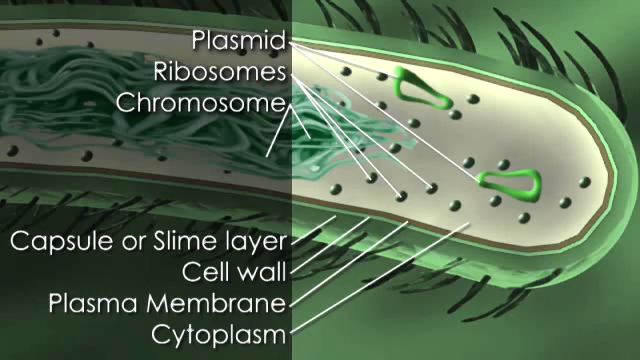 Plasmid
Ribosomes
Chromosome
Capsule or Slime layer
Cell wall
Plasma Membrane
Cytoplasm